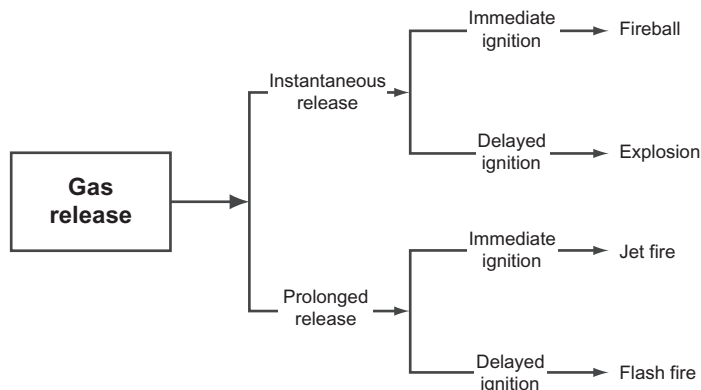 Gas
release
Instantaneous
release
Immediate
ignition
Fireball
Delayed
ignition
Explosion
Prolonged
release
Immediate
ignition
Jet fire
Delayed
ignition
Flash fire